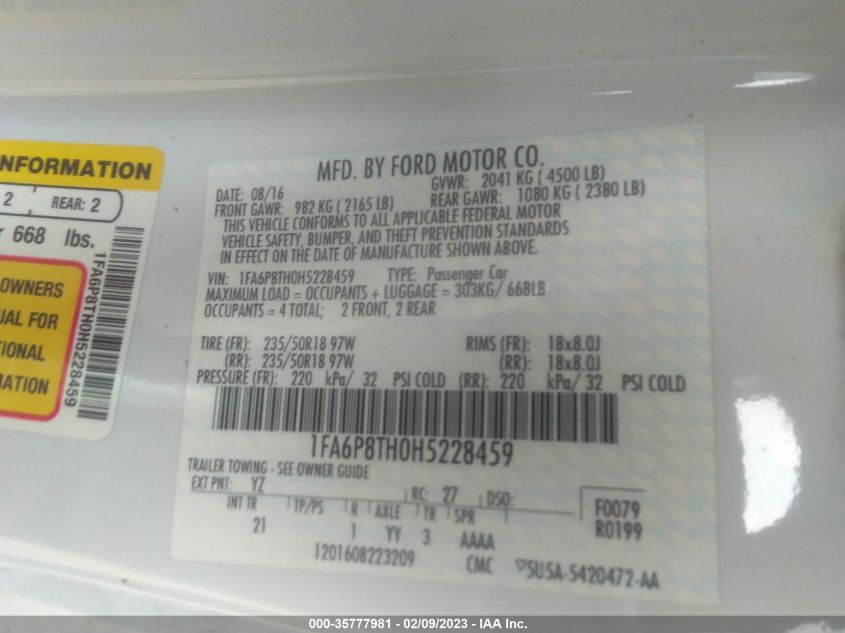 NFORMATION
2 REAR: 2
668 lbs.
OWNERS
UAL FOR
TIONAL
MATION
1FA6P8TH0H5228459
MFD. BY FORD MOTOR CO.
DATE: 08/16 GVWR: 2041 KG ( 4500 LB)
FRONT GAWR: 982 KG ( 2165 LB) REAR GAWR: 1080 KG ( 2380 LB)
THIS VEHICLE CONFORMS TO ALL APPLICABLE FEDERAL MOTOR
VEHICLE SAFETY, BUMPER, AND THEFT PREVENTION STANDARDS
IN EFFECT ON THE DATE OF MANUFACTURE SHOWN ABOVE.
VIN: 1FA6P8TH0H5228459 TYPE: Passenger Car
MAXIMUM LOAD = OCCUPANTS + LUGGAGE = 303KG/ 668LB
OCCUPANTS = 4 TOTAL; 2 FRONT, 2 REAR
TIRE (FR): 235/50R18 97W RIMS (FR): 18x8.0J
(RR): 235/50R18 97W (RR): 18x8.0J
PRESSURE (FR): 220 kPa/ 32 PSI COLD (RR): 220 kPa/ 32 PSI COLD
1FA6P8TH0H5228459
TRAILER TOWING - SEE OWNER GUIDE
EXT PNT: YZ RC: 27 DSO: F0079
INT TR TP/PS R AXLE TR SPR R0199
21 1 YY 3 AAAA
1201608223209 CMC 5U5A-5420472-AA
000-35777981 - 02/09/2023 - IAA Inc.